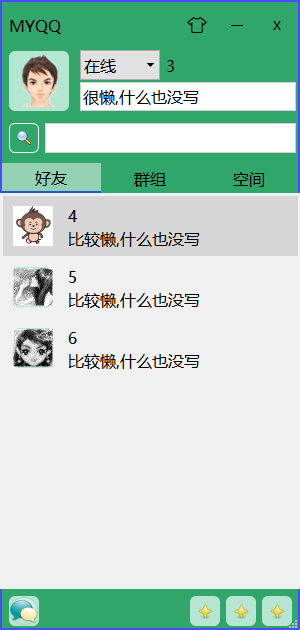 MYQQ — x
在线 3
很懒,什么也没写
好友 群组 空间
4
比较懒,什么也没写
5
比较懒,什么也没写
6
比较懒,什么也没写